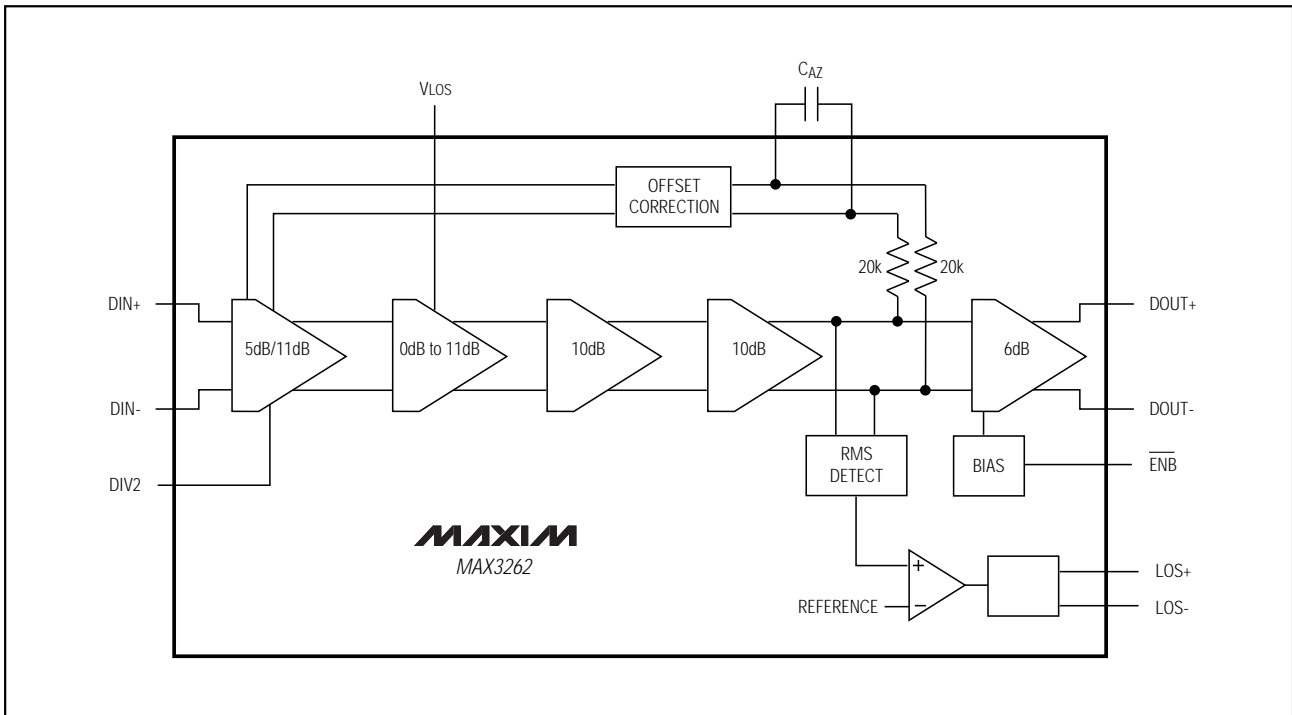 CAZ
VLOS
OFFSET
CORRECTION
20k
20k
DIN+
DOUT+
5dB/11dB
0dB to 11dB
10dB
10dB
6dB
DIN-
DOUT-
RMS
DETECT
BIAS
ENB
DIV2
MAXIM
MAX3262
+
LOS+
REFERENCE
−
LOS-